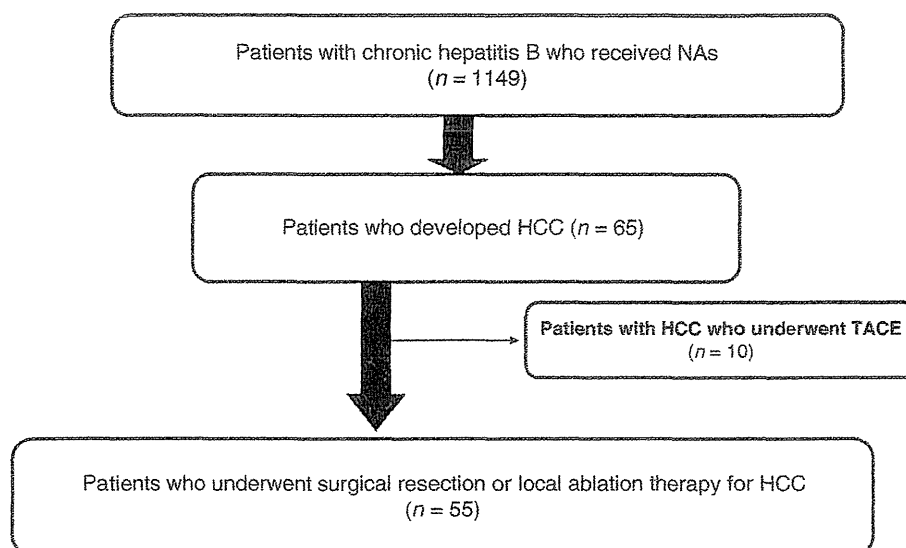 Patients with chronic hepatitis B who received NAs
(n = 1149)
Patients who developed HCC (n = 65)
Patients with HCC who underwent TACE
(n = 10)
Patients who underwent surgical resection or local ablation therapy for HCC
(n = 55)